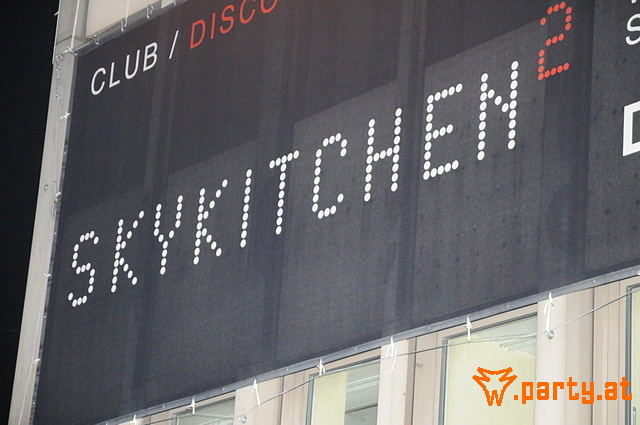 CLUB / DISCO
SKYKITCHEN²
.party.at